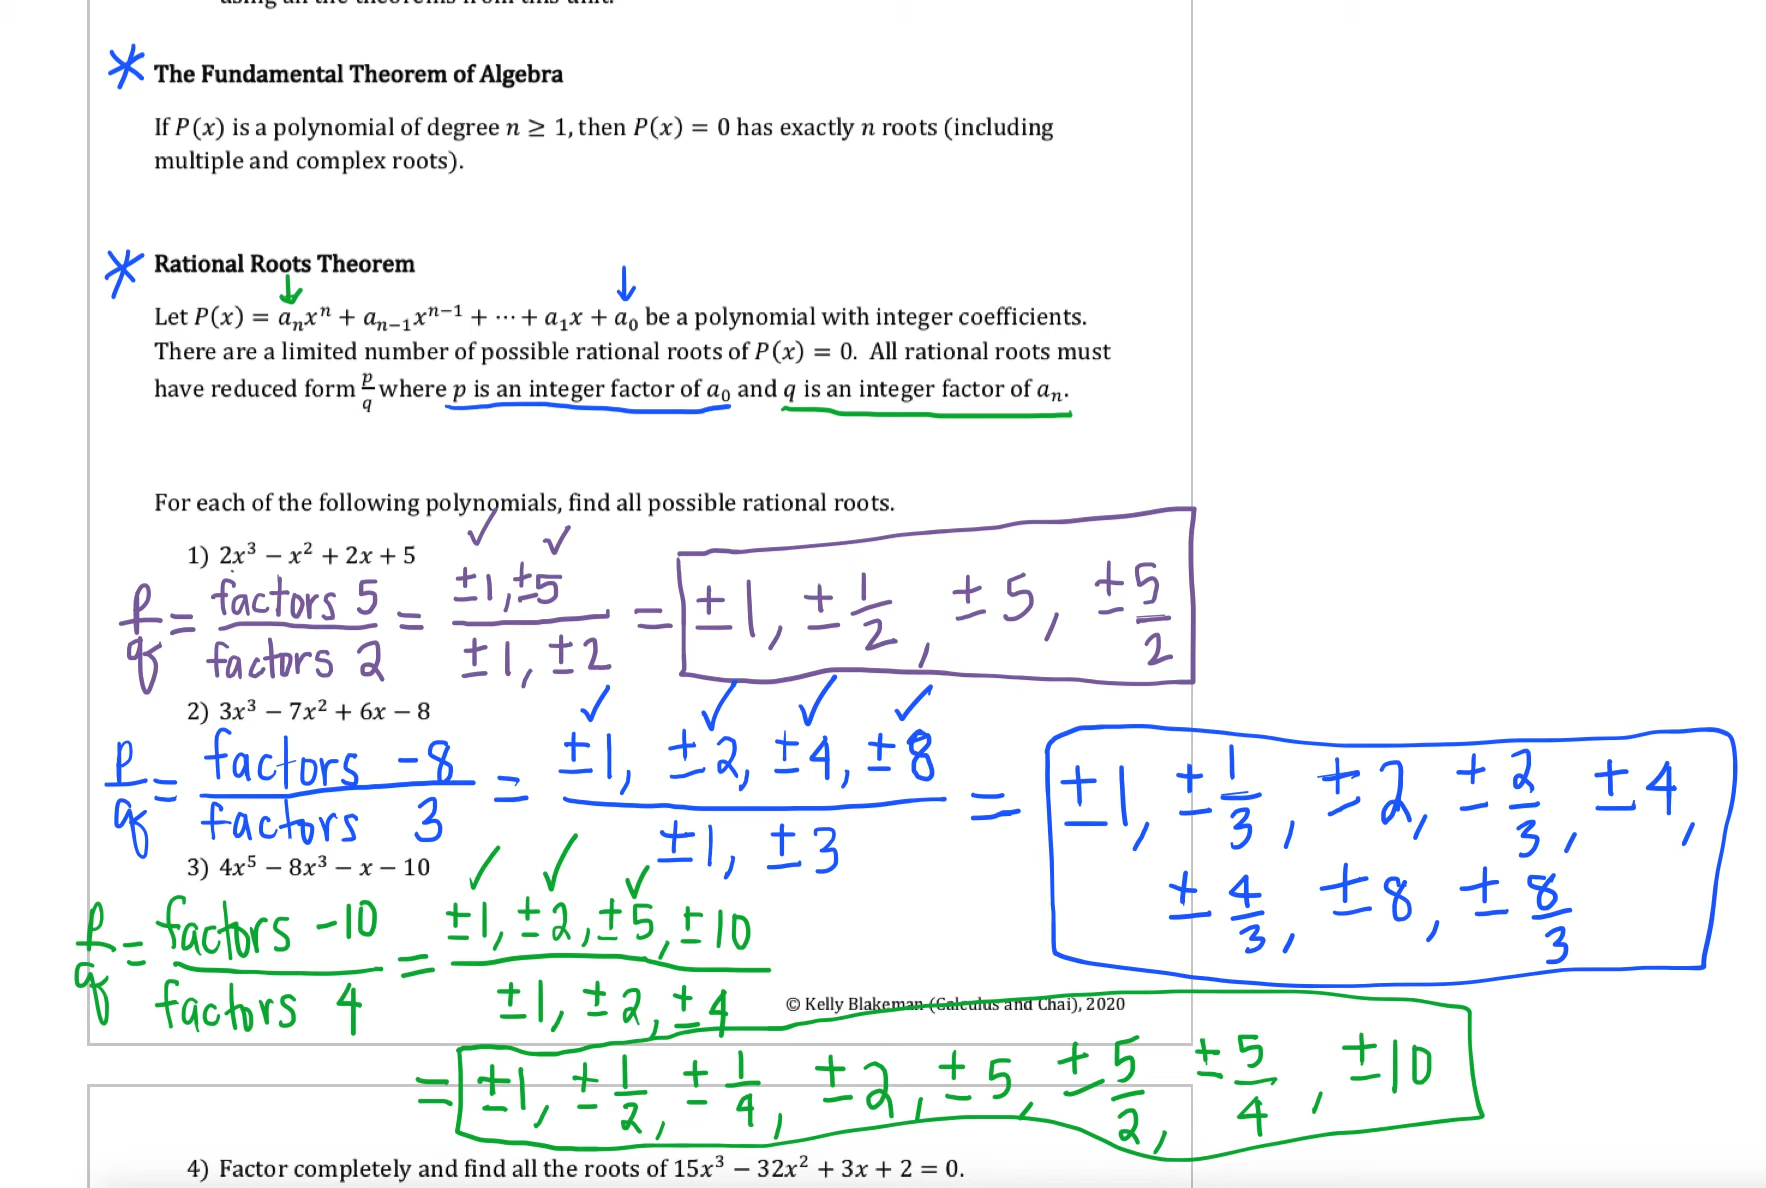 The Fundamental Theorem of Algebra
If P(x) is a polynomial of degree n ≥ 1, then P(x) = 0 has exactly n roots (including
multiple and complex roots).
Rational Roots Theorem
Let P(x) = aₙxⁿ + aₙ₋₁xⁿ⁻¹ + ⋯ + a₁x + a₀ be a polynomial with integer coefficients.
There are a limited number of possible rational roots of P(x) = 0. All rational roots must
have reduced form p/q where p is an integer factor of a₀ and q is an integer factor of aₙ.
For each of the following polynomials, find all possible rational roots.
1) 2x³ − x² + 2x + 5
p/q = factors 5 / factors 2 = ±1, ±5 / ±1, ±2 = ±1, ±1/2, ±5, ±5/2
2) 3x³ − 7x² + 6x − 8
p/q = factors -8 / factors 3 = ±1, ±2, ±4, ±8 / ±1, ±3 = ±1, ±1/3, ±2, ±2/3, ±4,
±4/3, ±8, ±8/3
3) 4x⁵ − 8x³ − x − 10
p/q = factors -10 / factors 4 = ±1, ±2, ±5, ±10 / ±1, ±2, ±4
© Kelly Blakeman (Calculus and Chai), 2020
= ±1, ±1/2, ±1/4, ±2, ±5, ±5/2, ±5/4, ±10
4) Factor completely and find all the roots of 15x³ − 32x² + 3x + 2 = 0.